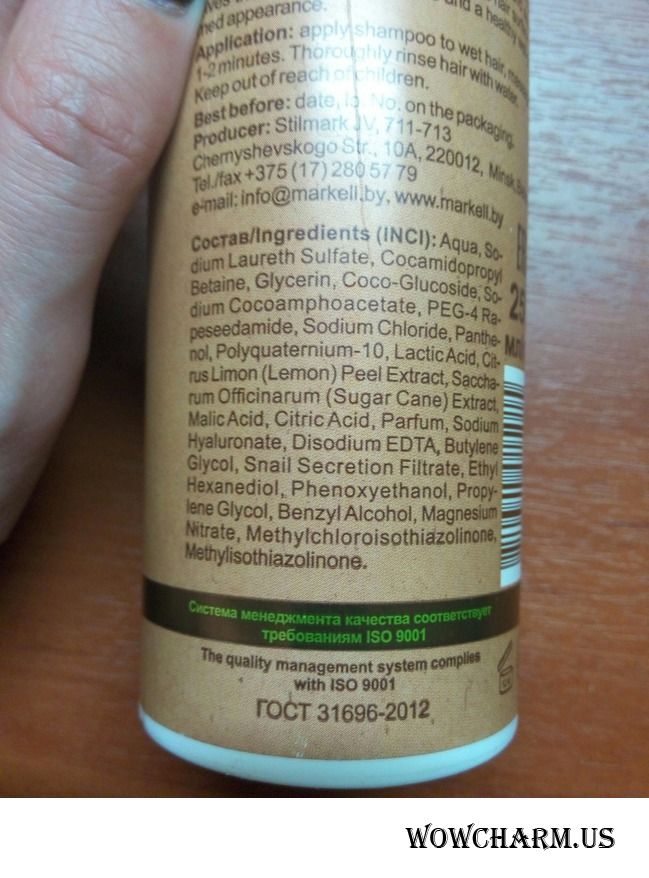 ned appearance.
and a healthy
Application: apply shampoo to wet hair,
1-2 minutes. Thoroughly rinse hair with water.
Keep out of reach of children.
Best before: date, No. on the packaging.
Producer: Stilmark JV, 711-713
Chernyshevskogo Str., 10A, 220012, Minsk,
Tel./fax +375 (17) 280 57 79
e-mail: info@markell.by, www.markell.by
Состав/Ingredients (INCI): Aqua, So-
dium Laureth Sulfate, Cocamidopropyl
Betaine, Glycerin, Coco-Glucoside, So-
dium Cocoamphoacetate, PEG-4 Ra-
peseedamide, Sodium Chloride, Panthe-
nol, Polyquaternium-10, Lactic Acid, Cit-
rus Limon (Lemon) Peel Extract, Saccha-
rum Officinarum (Sugar Cane) Extract,
Malic Acid, Citric Acid, Parfum, Sodium
Hyaluronate, Disodium EDTA, Butylene
Glycol, Snail Secretion Filtrate, Ethyl
Hexanediol, Phenoxyethanol, Propy-
lene Glycol, Benzyl Alcohol, Magnesium
Nitrate, Methylchloroisothiazolinone,
Methylisothiazolinone.
Система менеджмента качества соответствует
требованиям ISO 9001
The quality management system complies
with ISO 9001
ГОСТ 31696-2012
WOWCHARM.US